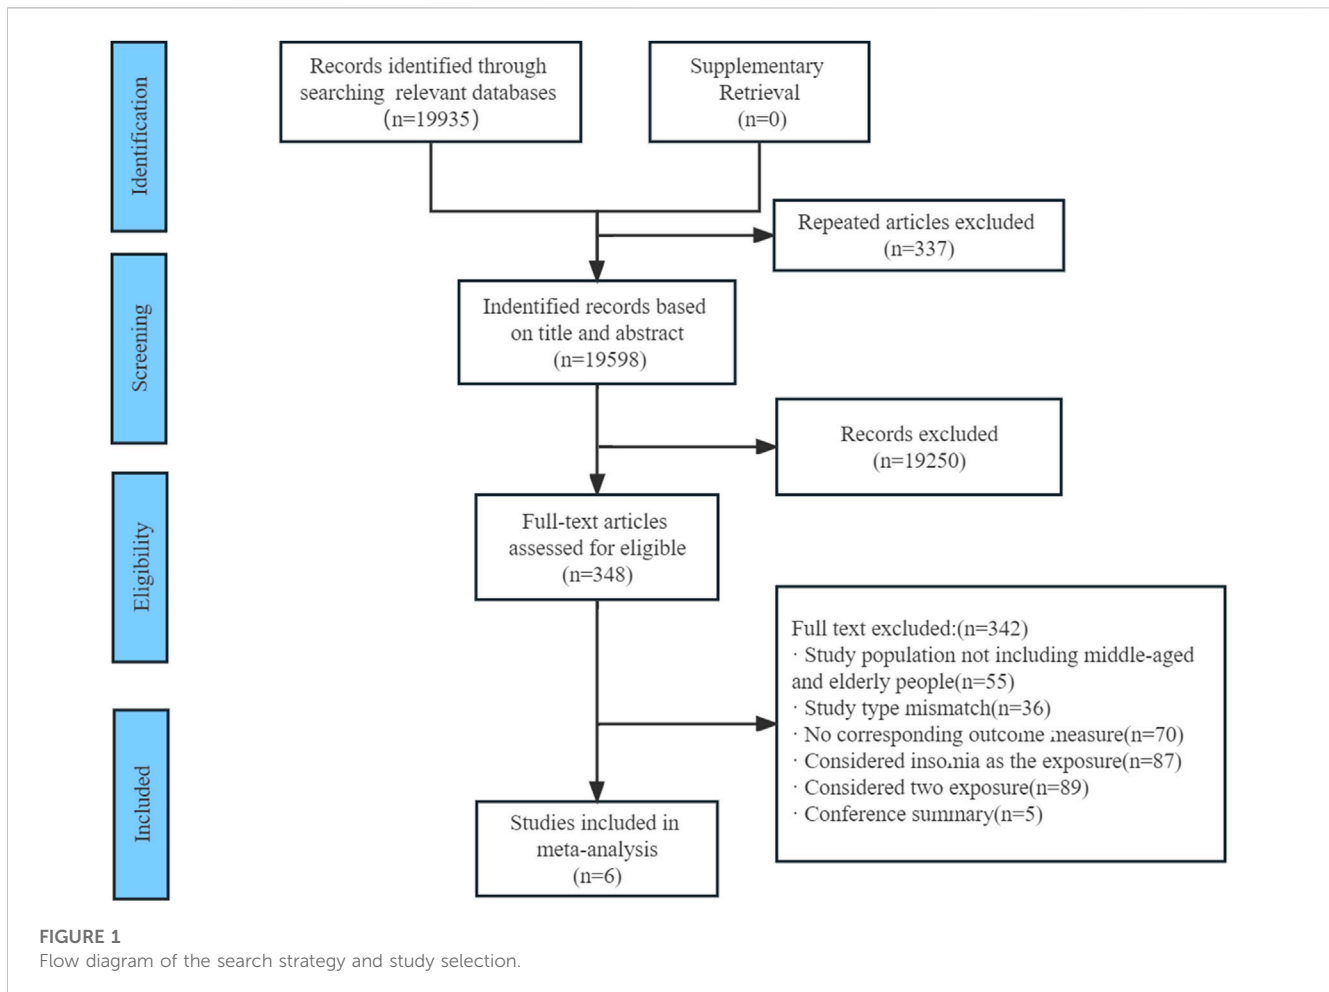 Identification
Records identified through
searching relevant databases
(n=19935)
Supplementary
Retrieval
(n=0)
Repeated articles excluded
(n=337)
Screening
Indentified records based
on title and abstract
(n=19598)
Records excluded
(n=19250)
Eligibility
Full-text articles
assessed for eligible
(n=348)
Full text excluded:(n=342)
· Study population not including middle-aged
and elderly people(n=55)
· Study type mismatch(n=36)
· No corresponding outcome measure(n=70)
· Considered insomia as the exposure(n=87)
· Considered two exposure(n=89)
· Conference summary(n=5)
Included
Studies included in
meta-analysis
(n=6)
FIGURE 1
Flow diagram of the search strategy and study selection.